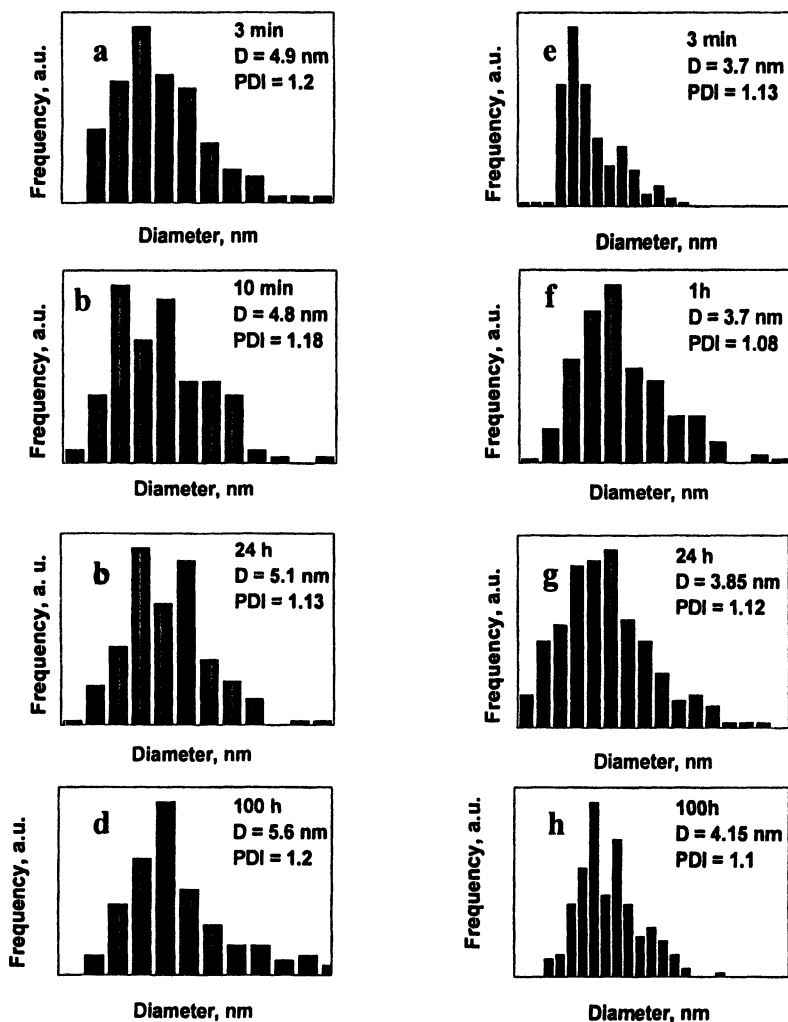 a
3 min
D = 4.9 nm
PDI = 1.2
Frequency, a.u.
Diameter, nm
e
3 min
D = 3.7 nm
PDI = 1.13
Frequency, a.u.
Diameter, nm
b
10 min
D = 4.8 nm
PDI = 1.18
Frequency, a.u.
Diameter, nm
f
1h
D = 3.7 nm
PDI = 1.08
Frequency, a.u.
Diameter, nm
b
24 h
D = 5.1 nm
PDI = 1.13
Frequency, a. u.
Diameter, nm
g
24 h
D = 3.85 nm
PDI = 1.12
Frequency, a.u.
Diameter, nm
d
100 h
D = 5.6 nm
PDI = 1.2
Frequency, a.u.
Diameter, nm
h
100h
D = 4.15 nm
PDI = 1.1
Frequency, a.u.
Diameter, nm